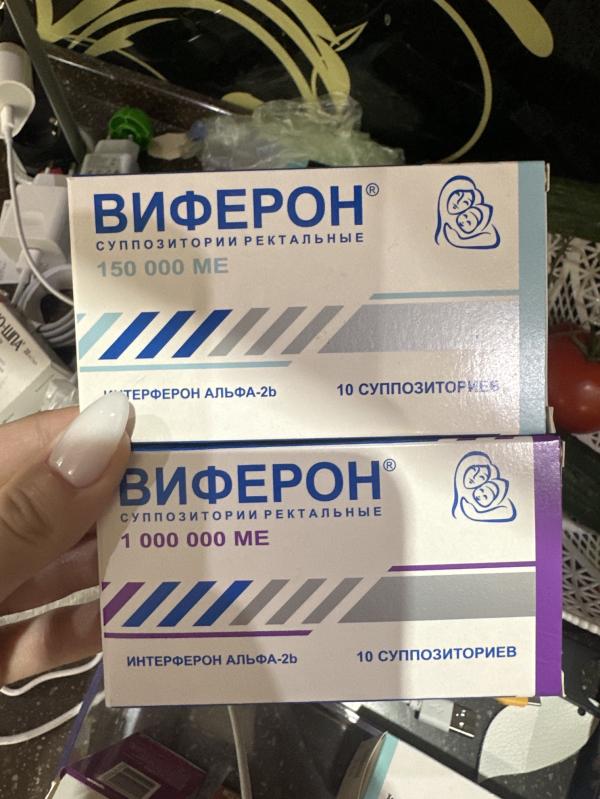 ВИФЕРОН®
СУППОЗИТОРИИ РЕКТАЛЬНЫЕ
150 000 МЕ
ИНТЕРФЕРОН АЛЬФА-2b
10 СУППОЗИТОРИЕВ
ВИФЕРОН®
СУППОЗИТОРИИ РЕКТАЛЬНЫЕ
1 000 000 МЕ
ИНТЕРФЕРОН АЛЬФА-2b
10 СУППОЗИТОРИЕВ